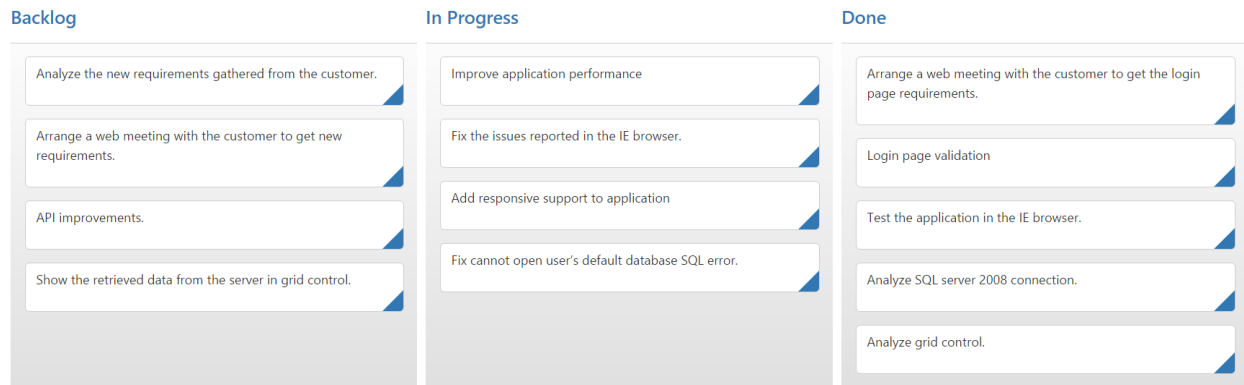 Backlog
Analyze the new requirements gathered from the customer.
Arrange a web meeting with the customer to get new
requirements.
API improvements.
Show the retrieved data from the server in grid control.
In Progress
Improve application performance
Fix the issues reported in the IE browser.
Add responsive support to application
Fix cannot open user's default database SQL error.
Done
Arrange a web meeting with the customer to get the login
page requirements.
Login page validation
Test the application in the IE browser.
Analyze SQL server 2008 connection.
Analyze grid control.